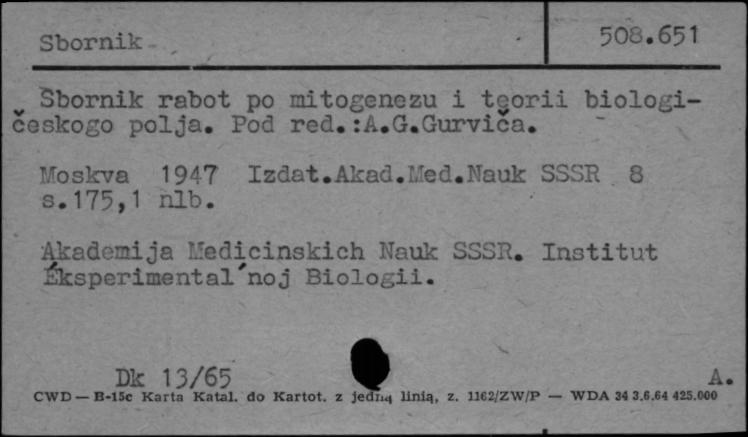 Sbornik
508.651
Sbornik rabot po mitogenezu i teorii biologi-
českogo polja. Pod red.:A.G.Gurviča.
Moskva 1947 Izdat.Akad.Med.Nauk SSSR 8
s.175,1 nlb.
Akademija Medicinskich Nauk SSSR. Institut
Éksperimental'noj Biologii.
Dk 13/65
A.
CWD — B-15c Karta Katal. do Kartot. z jedną linią, z. 1162/ZW/P — WDA 34 3.6.64 425.000